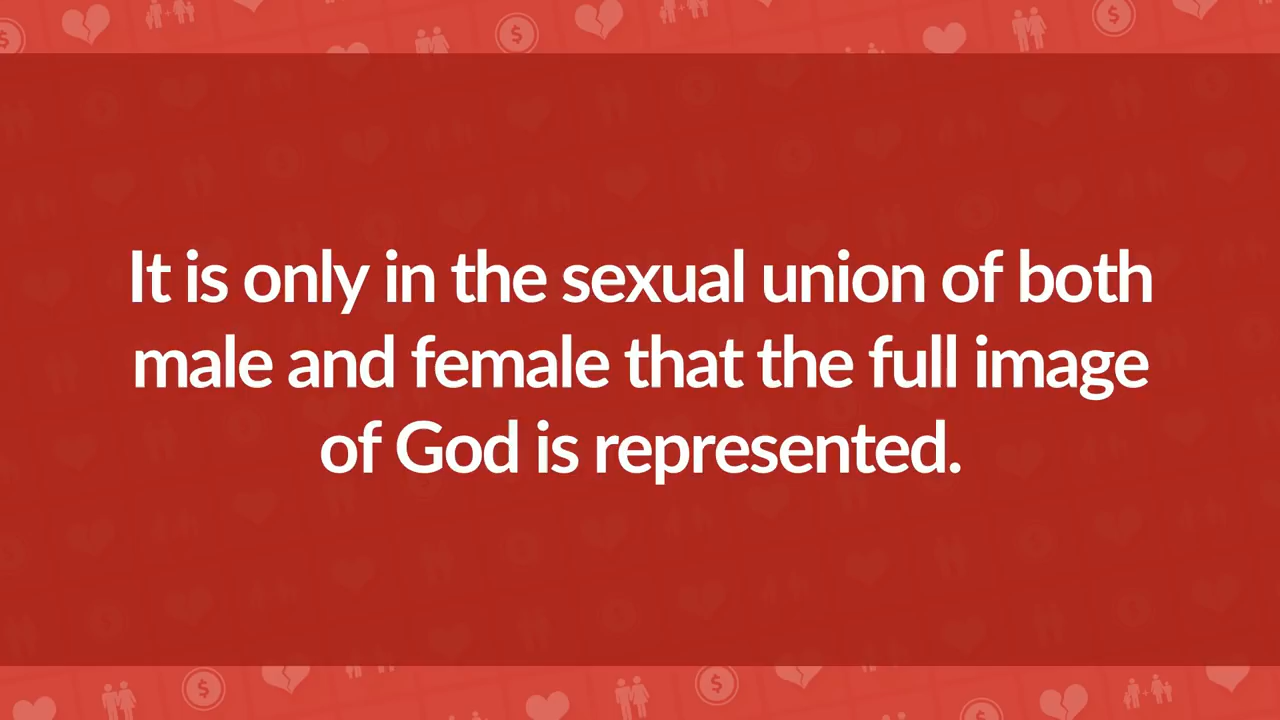 It is only in the sexual union of both
male and female that the full image
of God is represented.